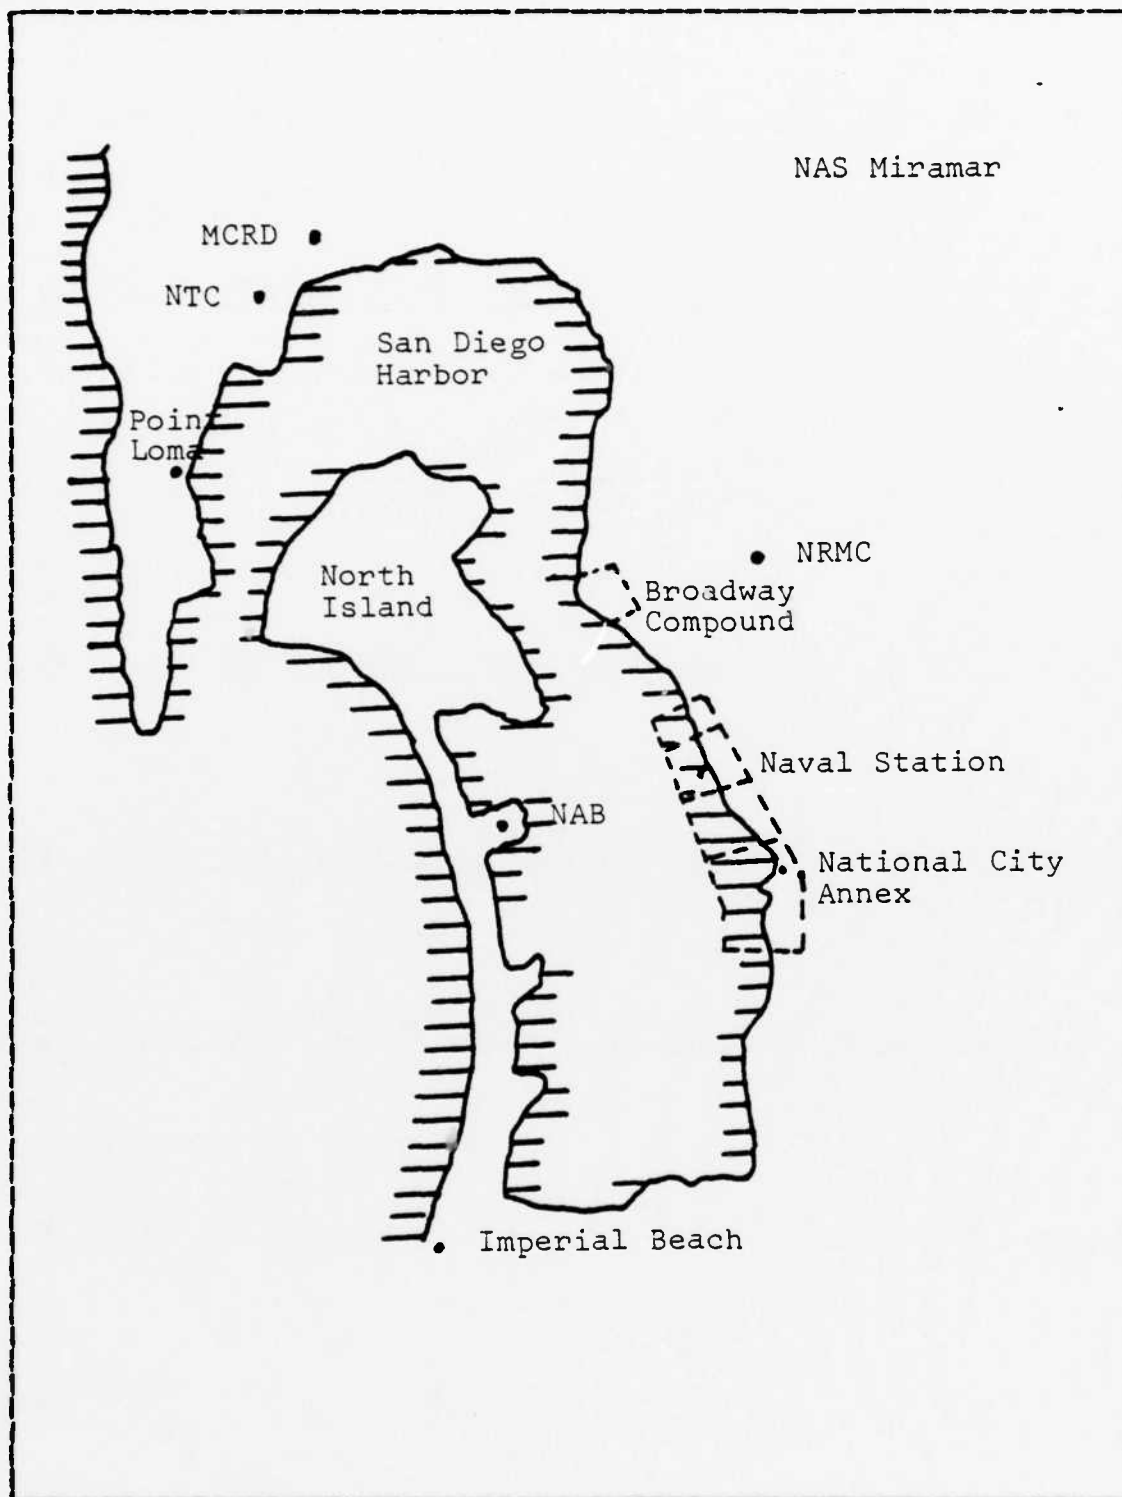 NAS Miramar
MCRD
NTC
San Diego
Harbor
Point
Loma
NRMC
North
Island
Broadway
Compound
Naval Station
NAB
National City
Annex
Imperial Beach